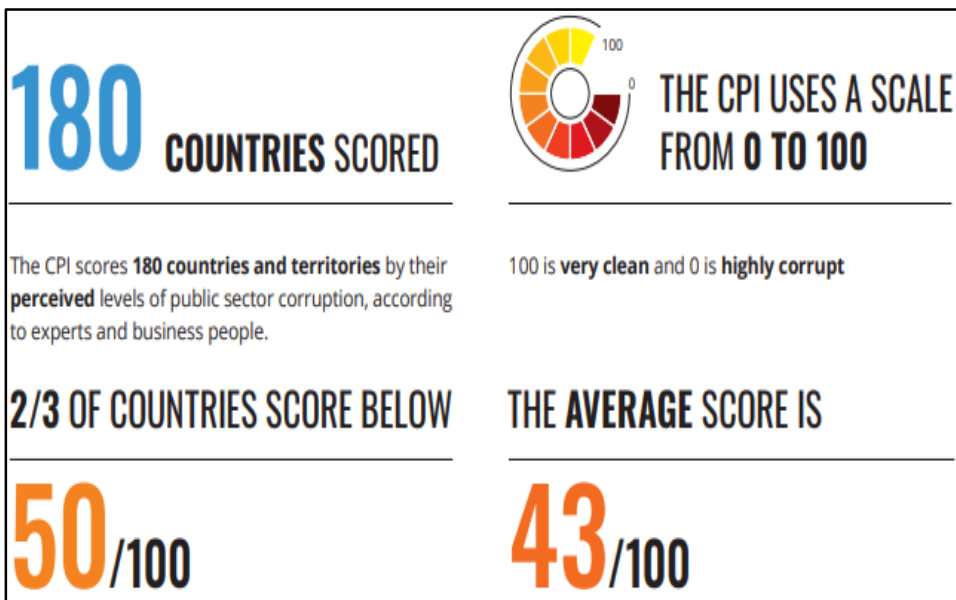 180 COUNTRIES SCORED
The CPI scores 180 countries and territories by their
perceived levels of public sector corruption, according
to experts and business people.
100
0
THE CPI USES A SCALE
FROM 0 TO 100
100 is very clean and 0 is highly corrupt
2/3 OF COUNTRIES SCORE BELOW
50/100
THE AVERAGE SCORE IS
43/100